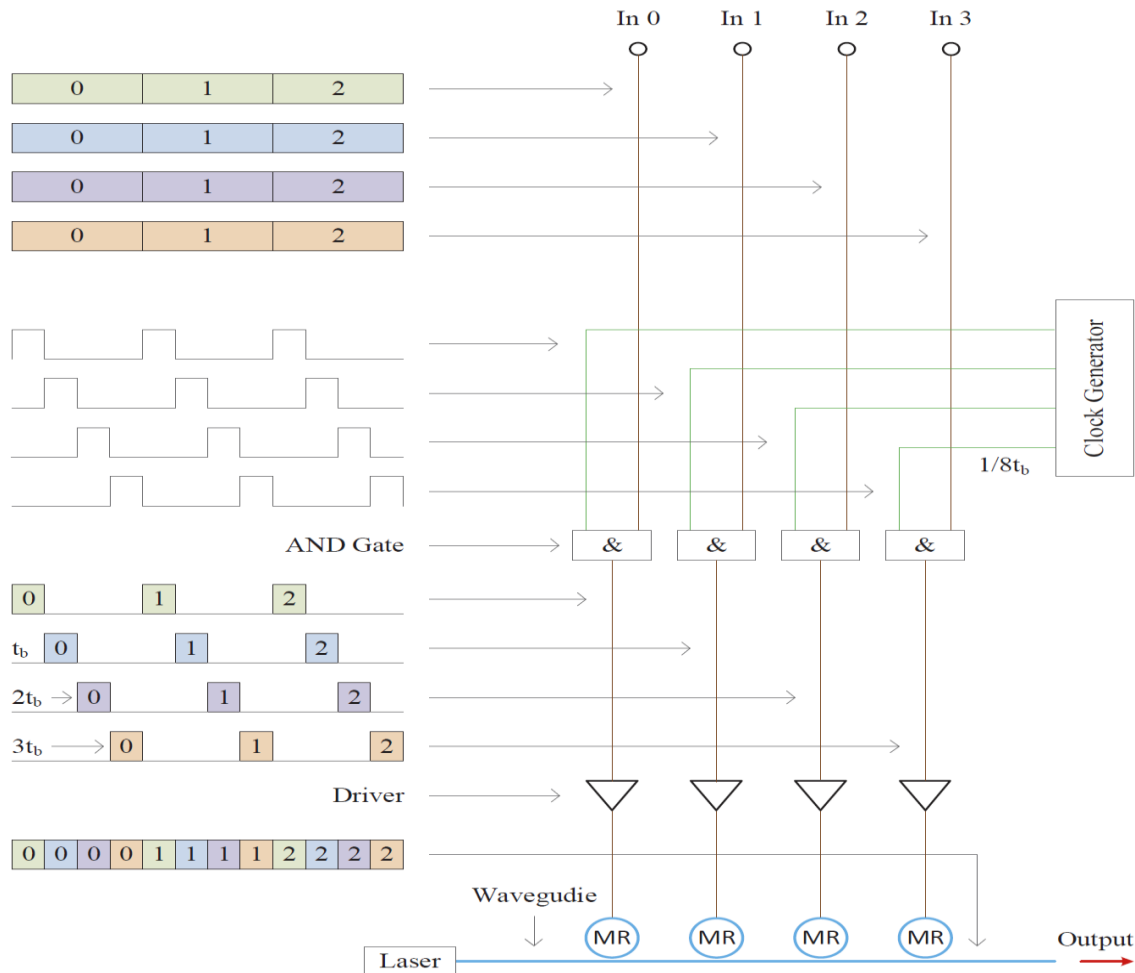 In 0 In 1 In 2 In 3
0 1 2
0 1 2
0 1 2
0 1 2
Clock Generator
1/8t_b
AND Gate & & & &
0 1 2
t_b 0 1 2
2t_b 0 1 2
3t_b 0 1 2
Driver
0 0 0 0 1 1 1 1 2 2 2 2
Wavegudie
MR MR MR MR
Laser
Output